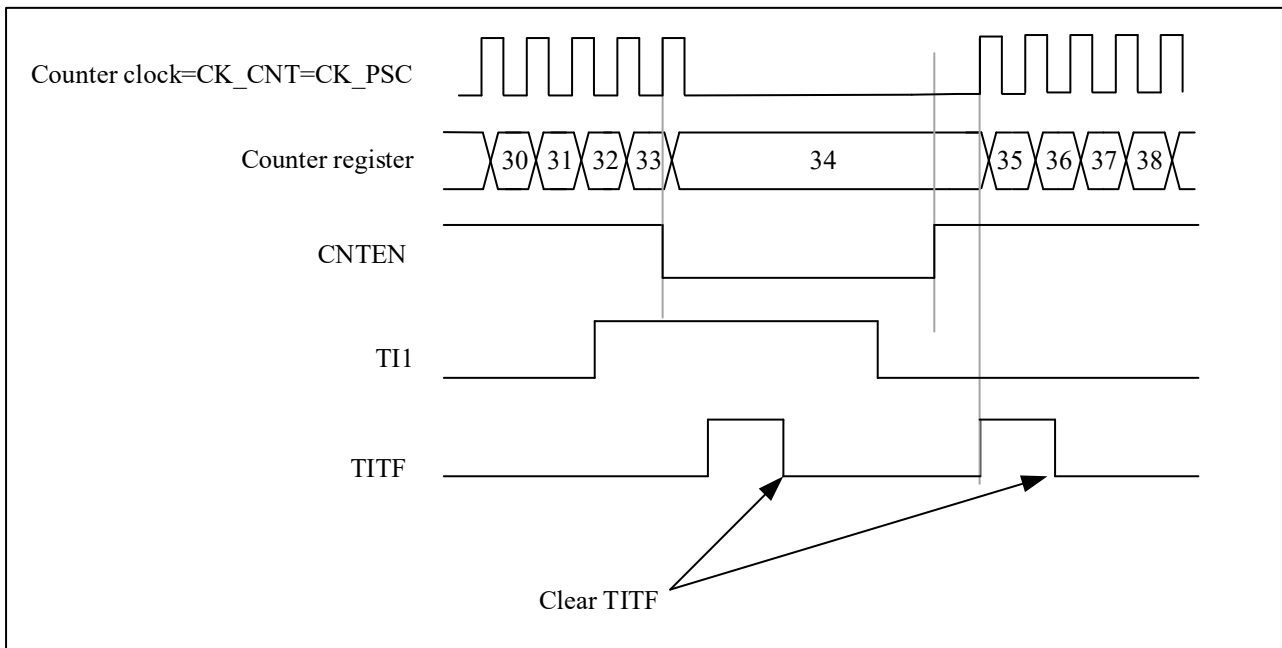 Counter clock=CK_CNT=CK_PSC
Counter register
30 31 32 33 34 35 36 37 38
CNTEN
TI1
TITF
Clear TITF